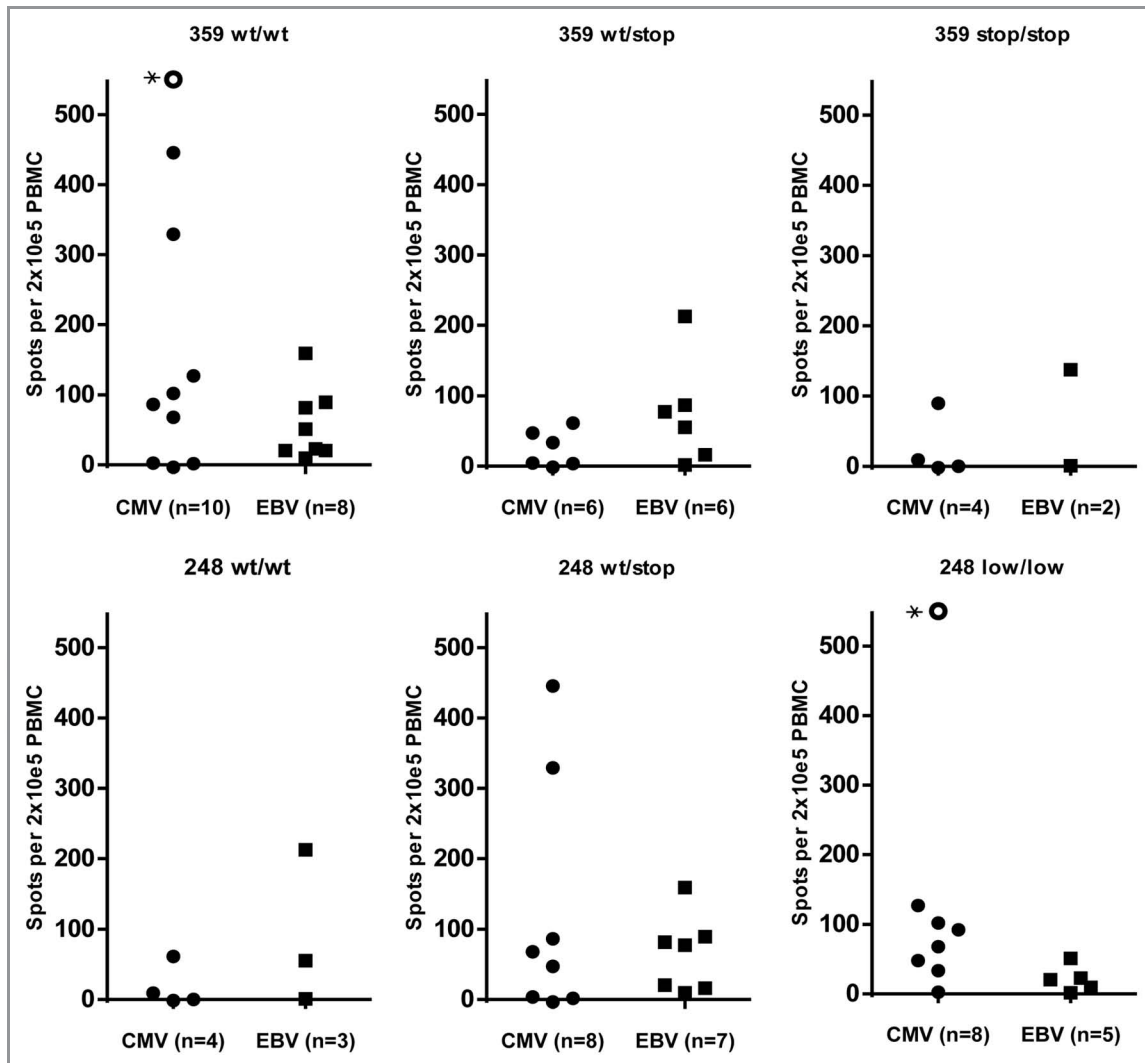 359 wt/wt
359 wt/stop
359 stop/stop
*
500
400
300
200
100
0
Spots per 2x10e5 PBMC
CMV (n=10) EBV (n=8)
500
400
300
200
100
0
Spots per 2x10e5 PBMC
CMV (n=6) EBV (n=6)
500
400
300
200
100
0
Spots per 2x10e5 PBMC
CMV (n=4) EBV (n=2)
248 wt/wt
248 wt/stop
248 low/low
500
400
300
200
100
0
Spots per 2x10e5 PBMC
CMV (n=4) EBV (n=3)
500
400
300
200
100
0
Spots per 2x10e5 PBMC
CMV (n=8) EBV (n=7)
*
500
400
300
200
100
0
Spots per 2x10e5 PBMC
CMV (n=8) EBV (n=5)